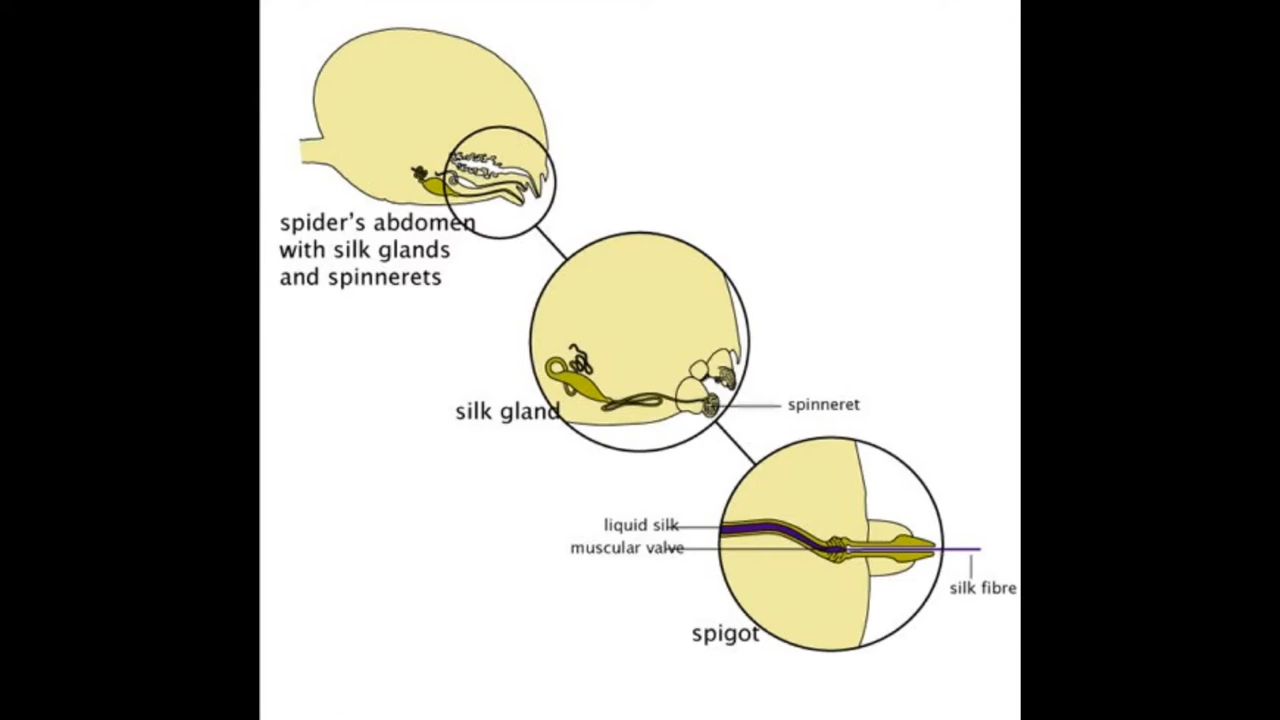 spider's abdomen
with silk glands
and spinnerets
silk gland
spinneret
liquid silk
muscular valve
silk fibre
spigot